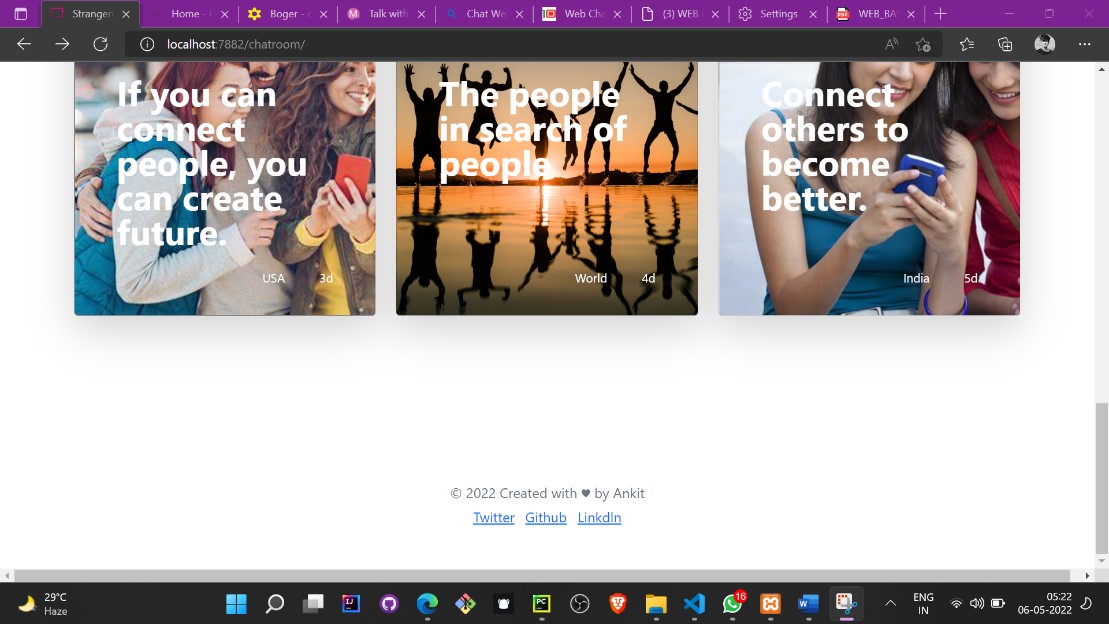 Stranger
Home - (
Boger - c
Talk with
Chat We
Web Cha
(3) WEB
Settings
WEB_BA
localhost:7882/chatroom/
If you can
connect
people, you
can create
future.
USA 3d
The people
in search of
people
World 4d
Connect
others to
become
better.
India 5d
© 2022 Created with ♥ by Ankit
Twitter Github LinkdIn
29°C
Haze
16
ENG
IN
05:22
06-05-2022